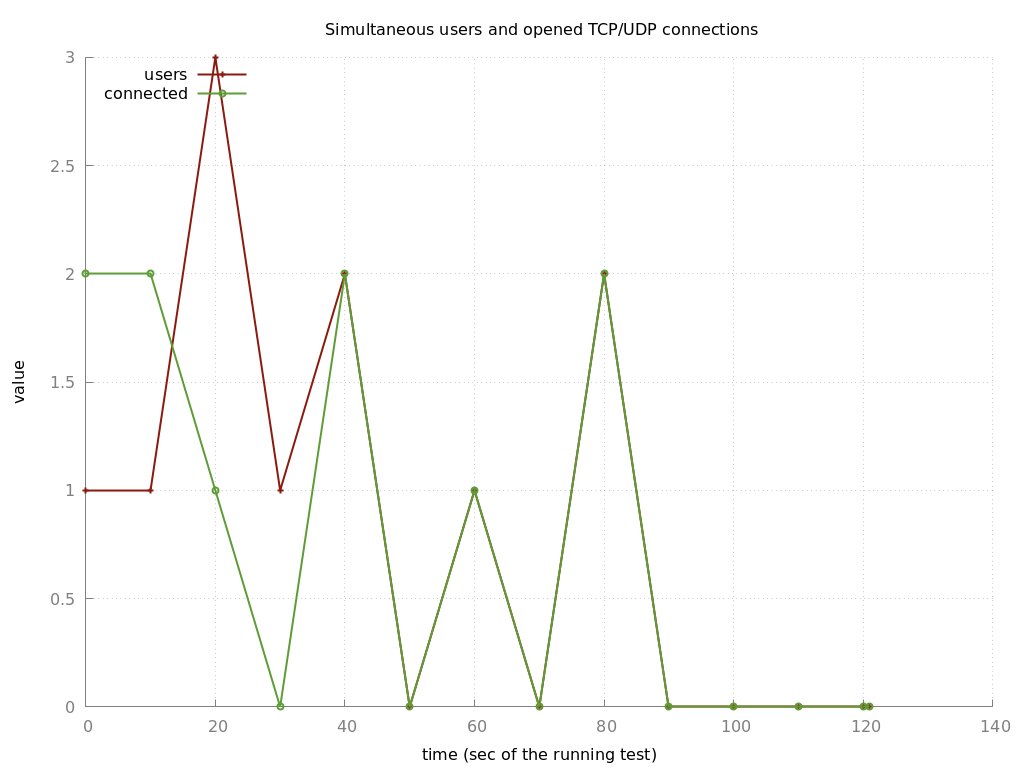 Simultaneous users and opened TCP/UDP connections
users
connected
3
2.5
2
1.5
1
0.5
0
value
0 20 40 60 80 100 120 140
time (sec of the running test)